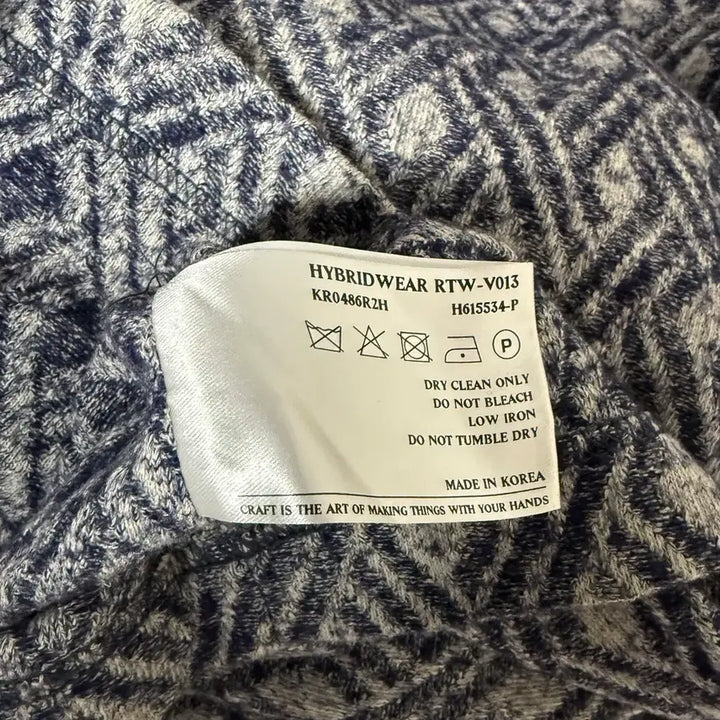 HYBRIDWEAR RTW-V013
KR0486R2H H615534-P
P
DRY CLEAN ONLY
DO NOT BLEACH
LOW IRON
DO NOT TUMBLE DRY
MADE IN KOREA
CRAFT IS THE ART OF MAKING THINGS WITH YOUR HANDS